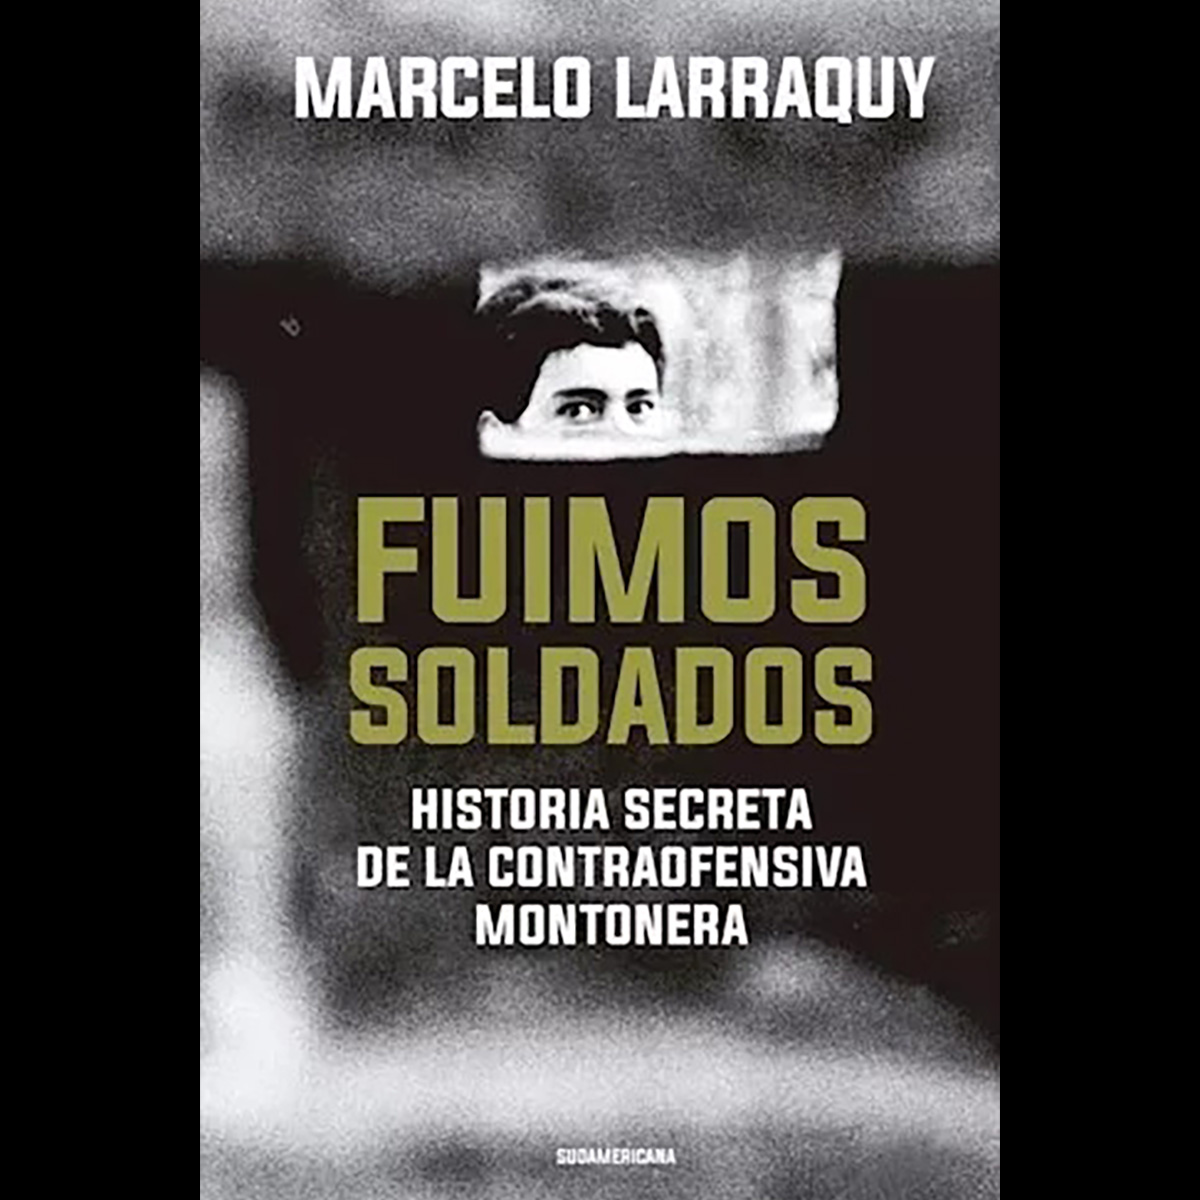 MARCELO LARRAQUY
FUIMOS
SOLDADOS
HISTORIA SECRETA
DE LA CONTRAOFENSIVA
MONTONERA
SUDAMERICANA